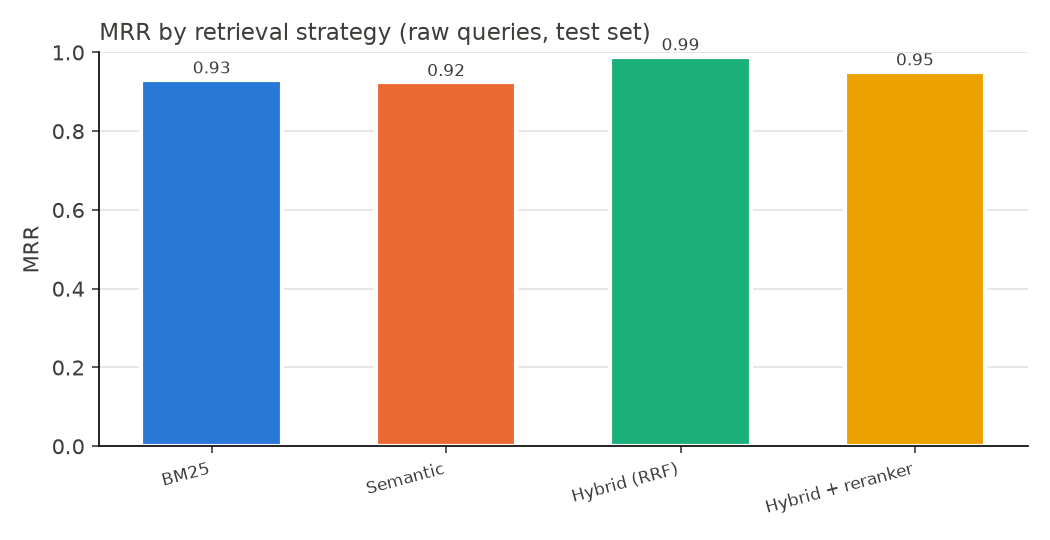 MRR by retrieval strategy (raw queries, test set)
MRR
1.0
0.8
0.6
0.4
0.2
0.0
0.93
0.92
0.99
0.95
BM25
Semantic
Hybrid (RRF)
Hybrid + reranker